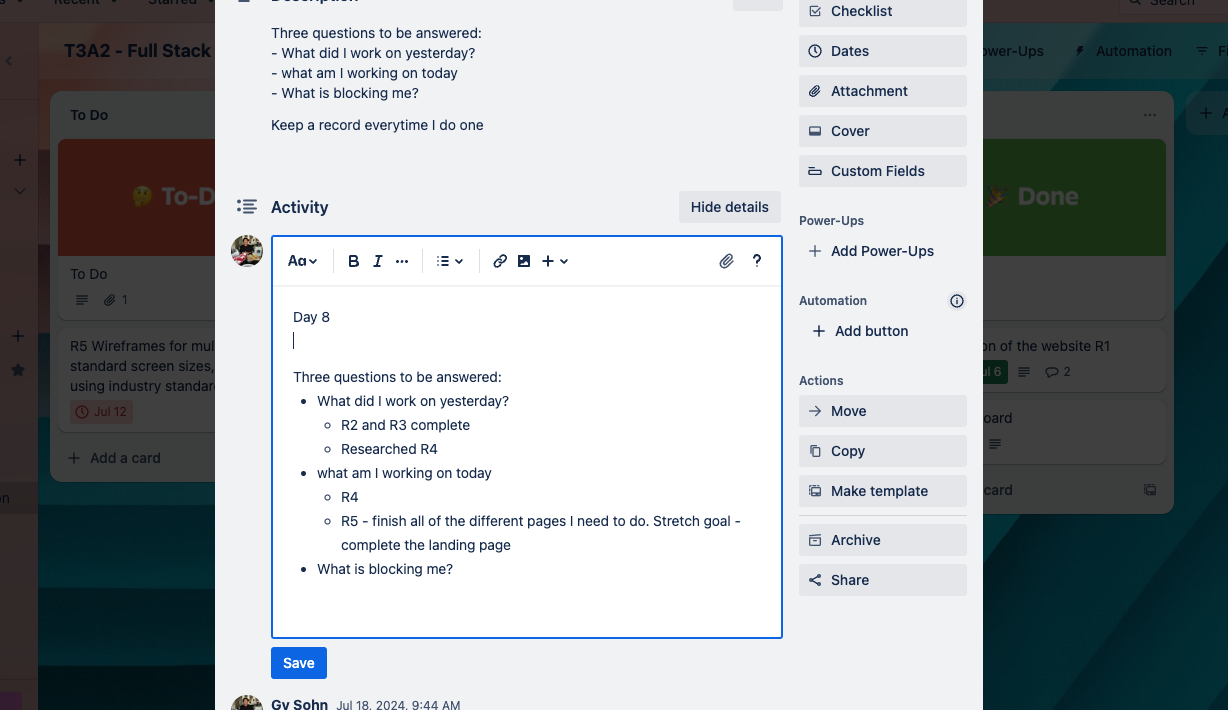 Recent
Starred
Search
Description
T3A2 - Full Stack
Power-Ups
Automation
Three questions to be answered:
- What did I work on yesterday?
- what am I working on today
- What is blocking me?
Keep a record everytime I do one
Checklist
Dates
Attachment
Cover
Custom Fields
Power-Ups
Add Power-Ups
Automation
Add button
Actions
Move
Copy
Make template
Archive
Share
Activity
Hide details
Aa
B I
?
Day 8
Three questions to be answered:
• What did I work on yesterday?
◦ R2 and R3 complete
◦ Researched R4
• what am I working on today
◦ R4
◦ R5 - finish all of the different pages I need to do. Stretch goal -
complete the landing page
• What is blocking me?
Save
Gy Sohn Jul 18, 2024, 9:44 AM
To Do
🤔 To-D
To Do
1
R5 Wireframes for mul
standard screen sizes,
using industry standar
Jul 12
Add a card
🎉 Done
on of the website R1
Jul 6
2
oard
card